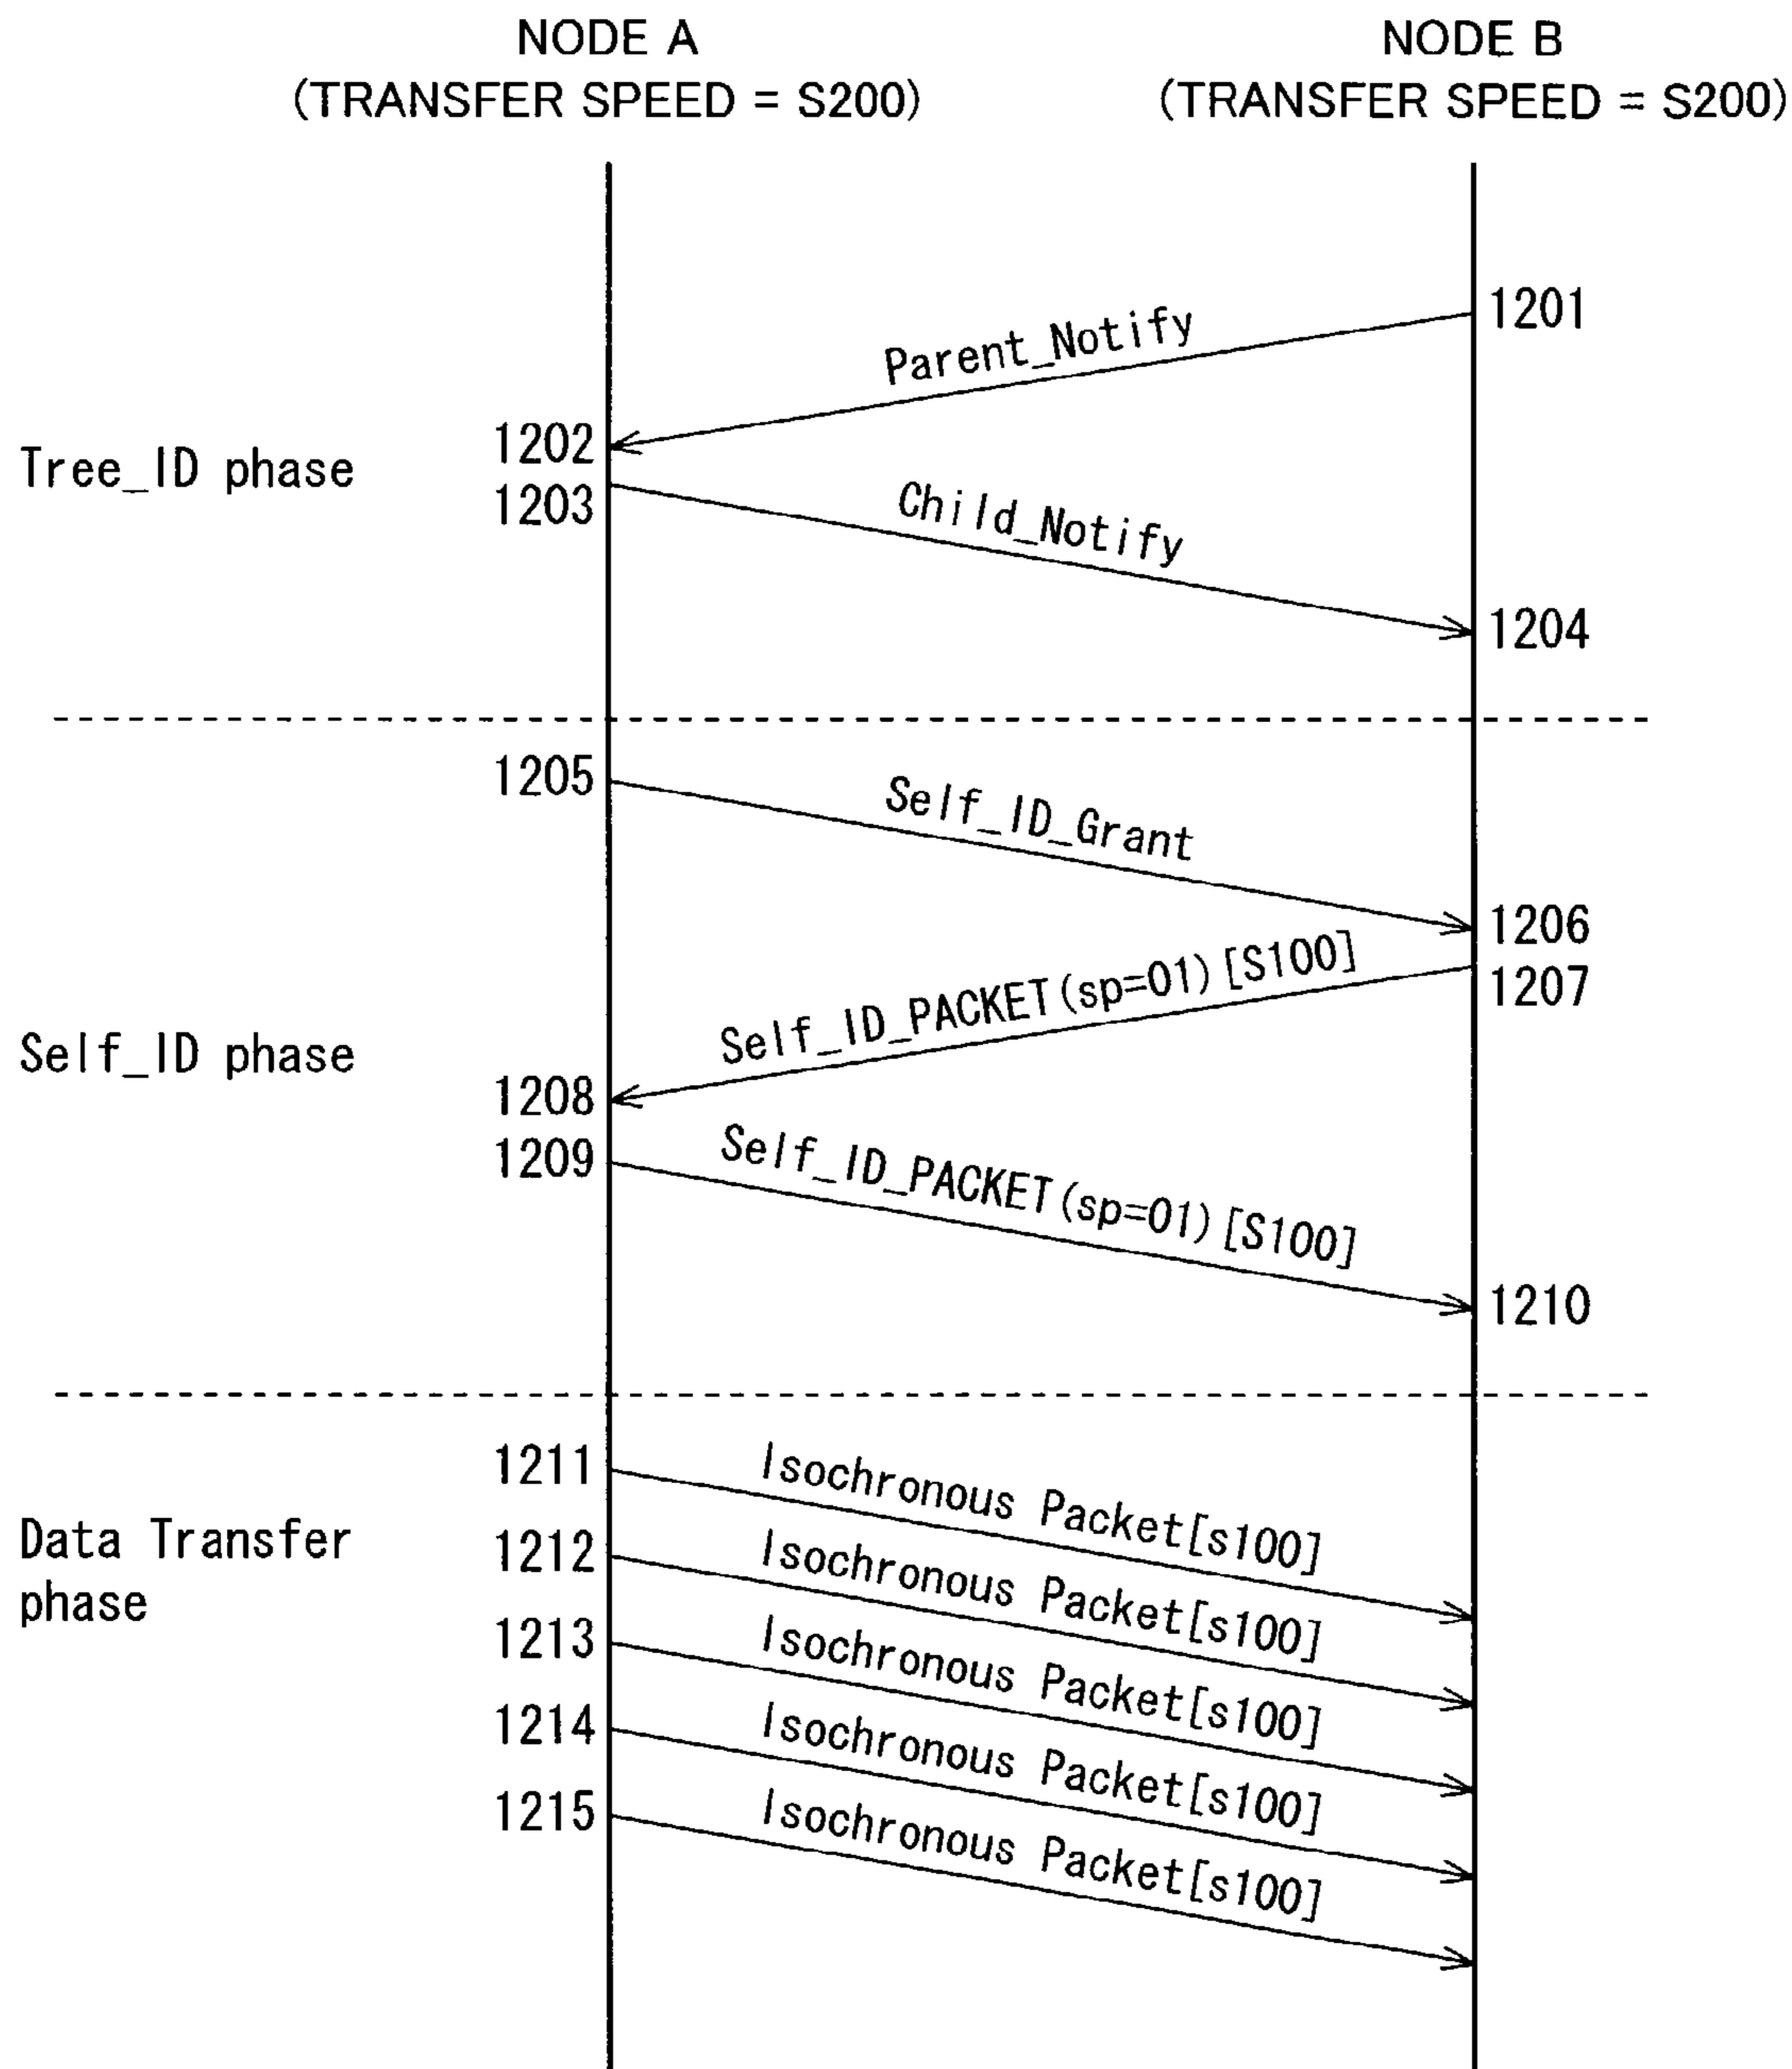 NODE A
(TRANSFER SPEED = S200)
NODE B
(TRANSFER SPEED = S200)
1201
Parent_Notify
1202
Tree_ID phase
1203
Child_Notify
1204
1205
Self_ID_Grant
1206
Self_ID_PACKET(sp=01)[S100]
1207
Self_ID phase
1208
1209
Self_ID_PACKET(sp=01)[S100]
1210
1211
Isochronous Packet[s100]
Data Transfer
phase
1212
Isochronous Packet[s100]
1213
Isochronous Packet[s100]
1214
Isochronous Packet[s100]
1215
Isochronous Packet[s100]